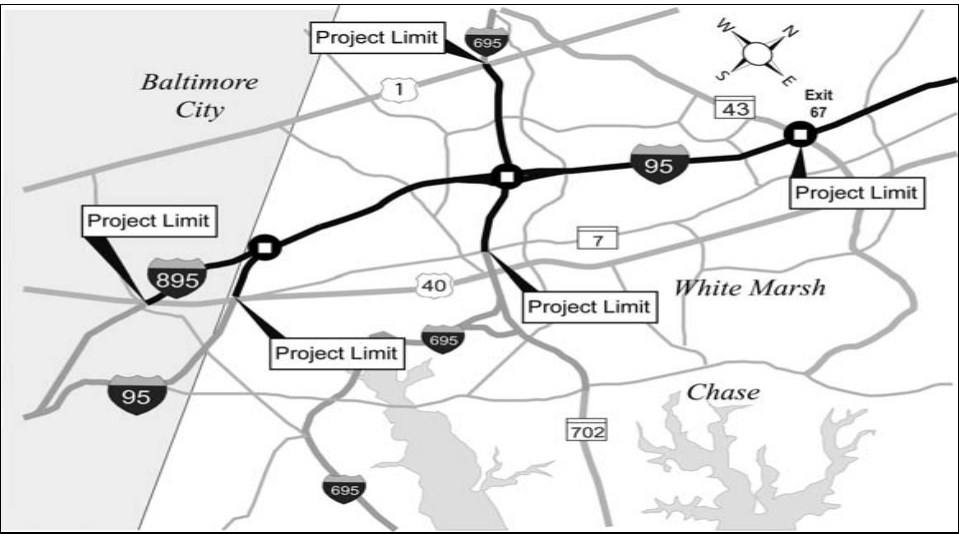 Project Limit
695
W
N
S
E
Baltimore
City
1
43
Exit
67
95
Project Limit
Project Limit
7
895
40
White Marsh
Project Limit
695
Project Limit
95
Chase
702
695